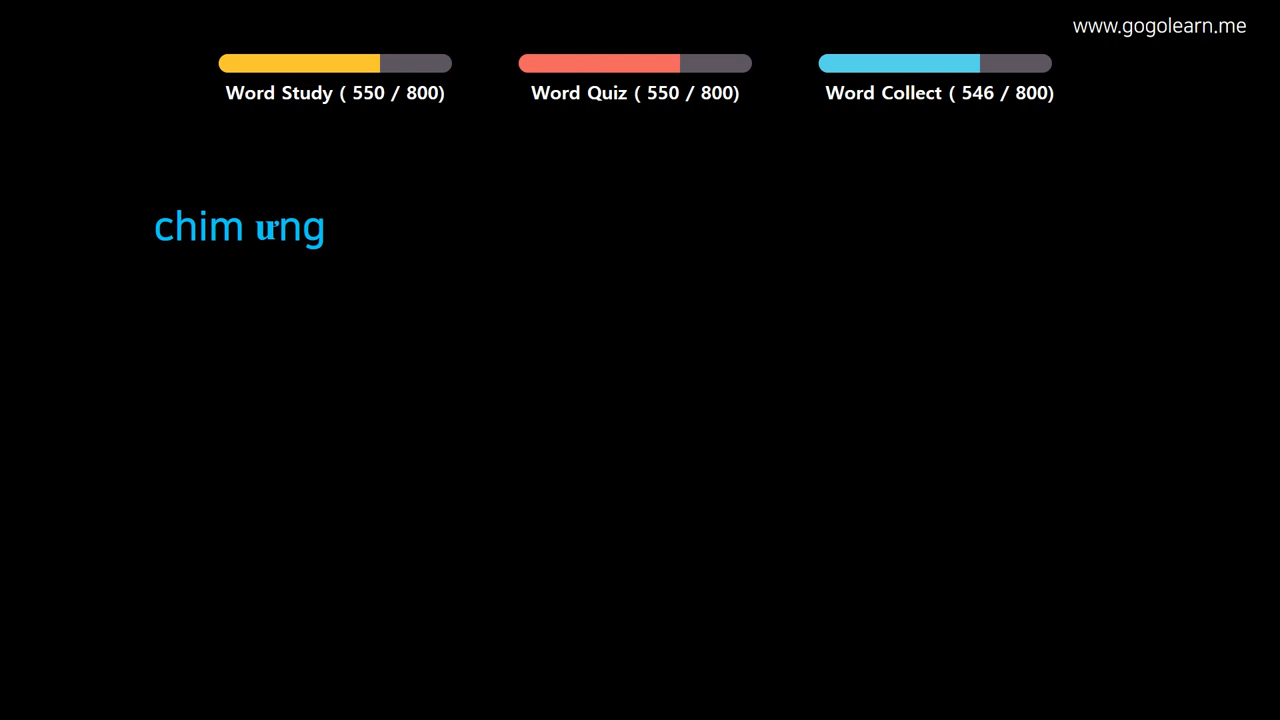 www.gogolearn.me
Word Study ( 550 / 800)
Word Quiz ( 550 / 800)
Word Collect ( 546 / 800)
chim ưng